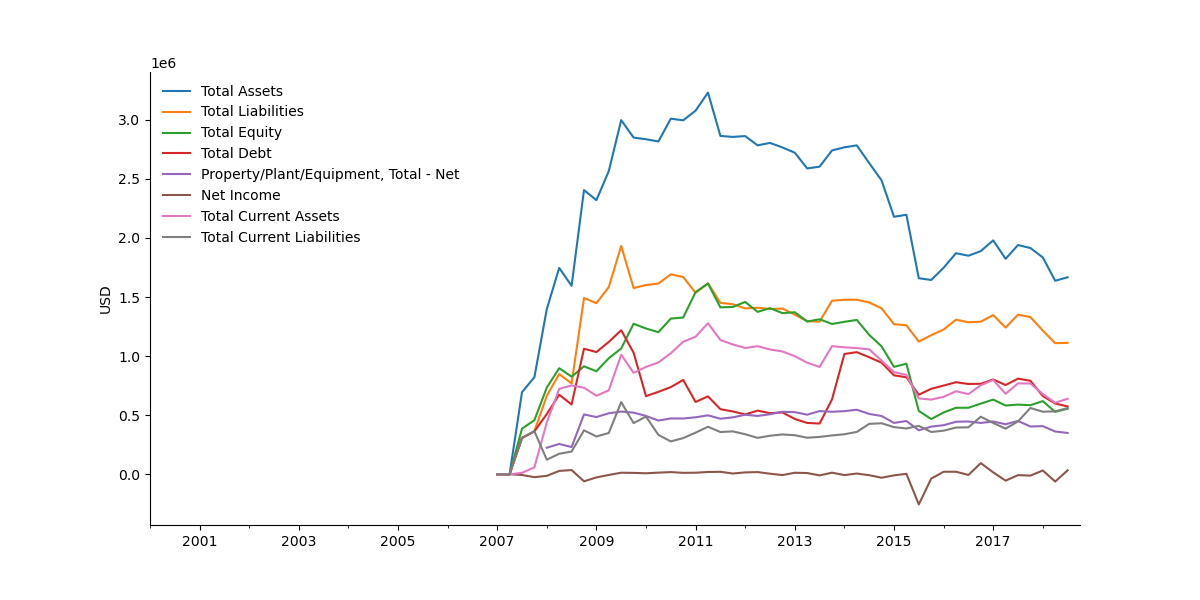 1e6
Total Assets
Total Liabilities
Total Equity
Total Debt
Property/Plant/Equipment, Total - Net
Net Income
Total Current Assets
Total Current Liabilities
3.0
2.5
2.0
1.5
1.0
0.5
0.0
USD
2001 2003 2005 2007 2009 2011 2013 2015 2017